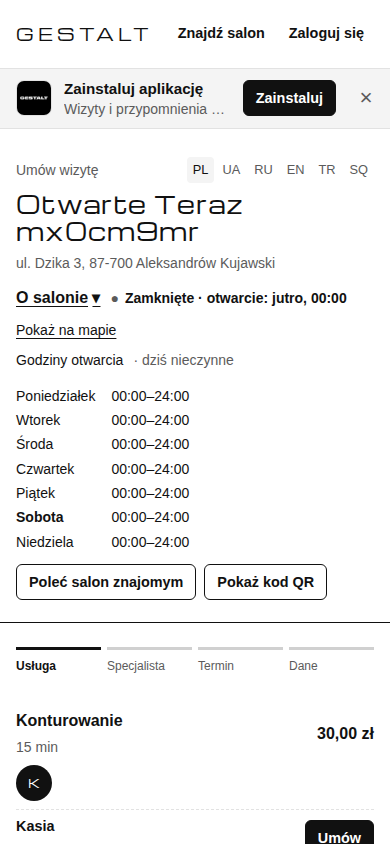 GESTALT Znajdź salon Zaloguj się
GESTALT Zainstaluj aplikację
Wizyty i przypomnienia …
Zainstaluj ×
Umów wizytę PL UA RU EN TR SQ
Otwarte Teraz
mx0cm9mr
ul. Dzika 3, 87-700 Aleksandrów Kujawski
O salonie ▾ ● Zamknięte · otwarcie: jutro, 00:00
Pokaż na mapie
Godziny otwarcia · dziś nieczynne
Poniedziałek 00:00–24:00
Wtorek 00:00–24:00
Środa 00:00–24:00
Czwartek 00:00–24:00
Piątek 00:00–24:00
Sobota 00:00–24:00
Niedziela 00:00–24:00
Poleć salon znajomym Pokaż kod QR
Usługa Specjalista Termin Dane
Konturowanie 30,00 zł
15 min
K
Kasia Umów